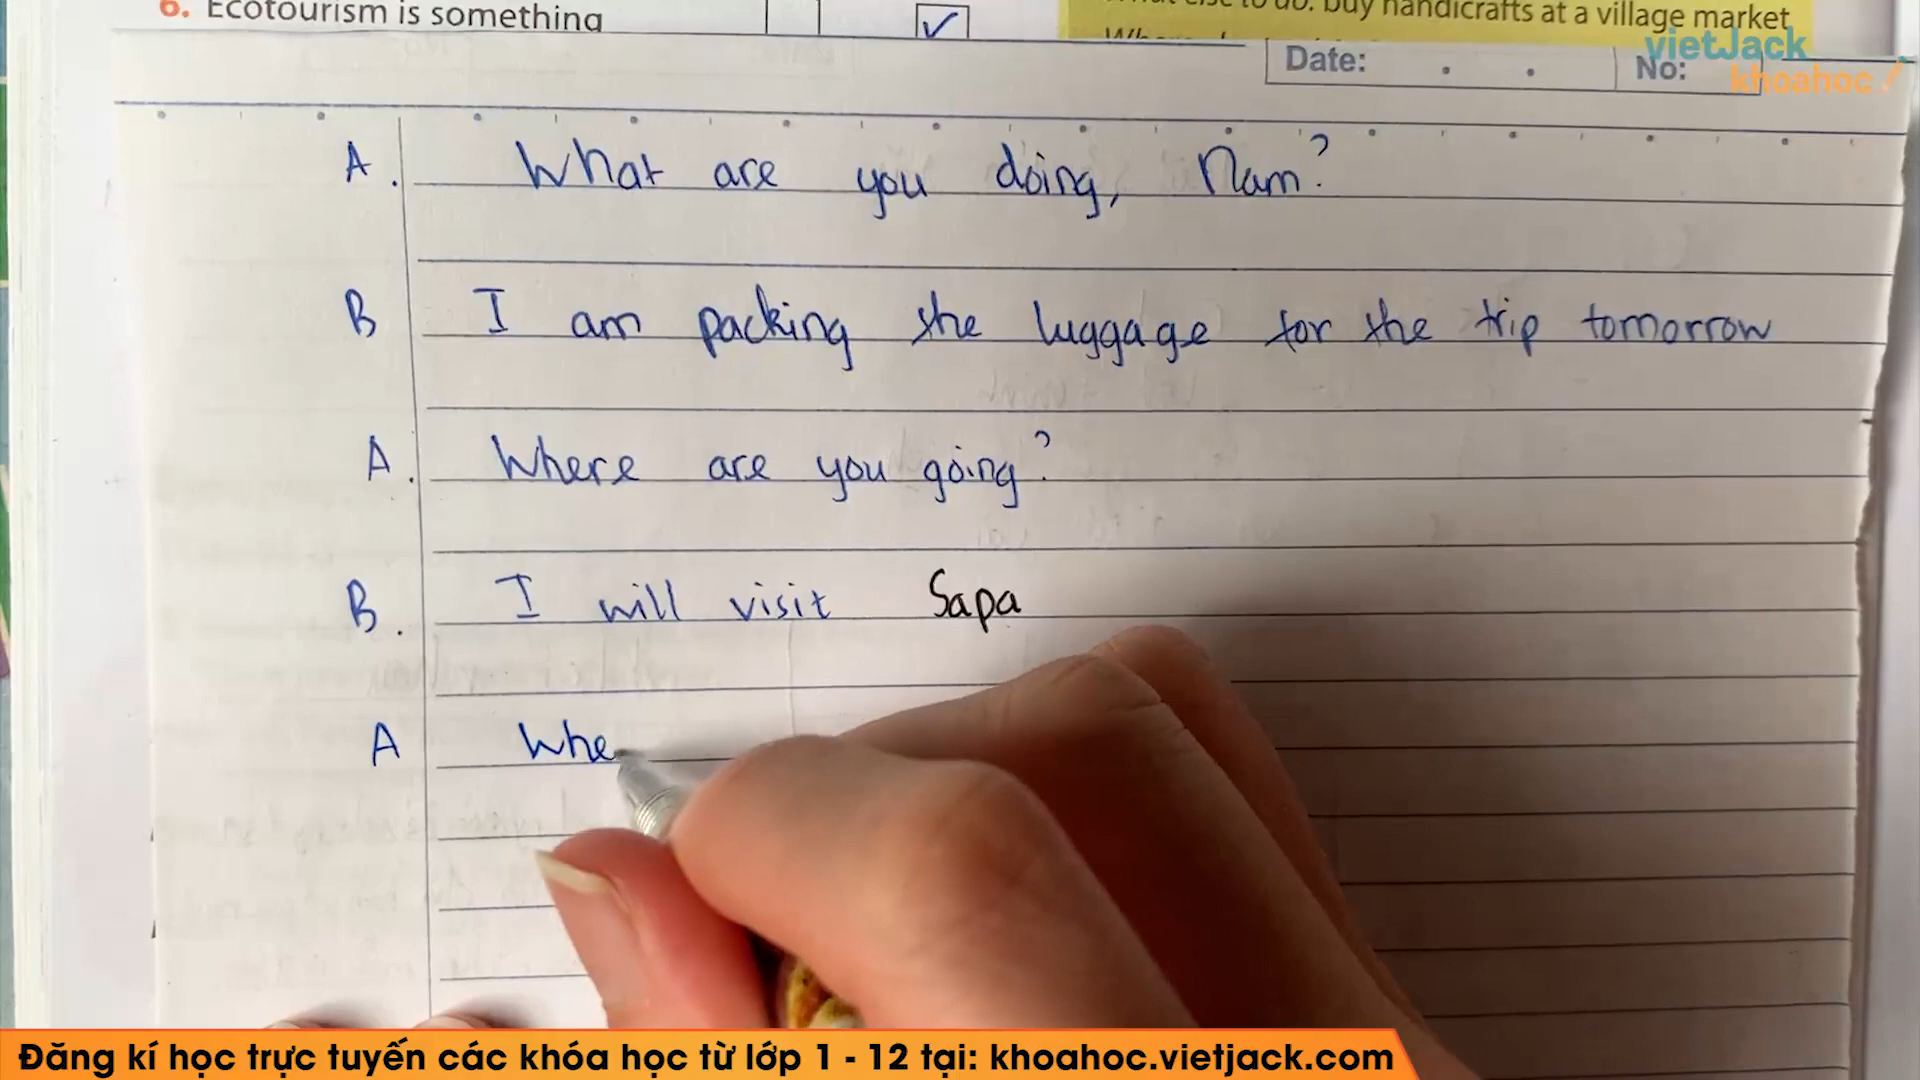 6. Ecotourism is something
buy handicrafts at a village market
vietJack
khoahoc
Date: . . No:
A. What are you doing, Nam?
B I am packing the luggage for the trip tomorrow
A. Where are you going?
B. I will visit Sapa
A Whe
Đăng kí học trực tuyến các khóa học từ lớp 1 - 12 tại: khoahoc.vietjack.com